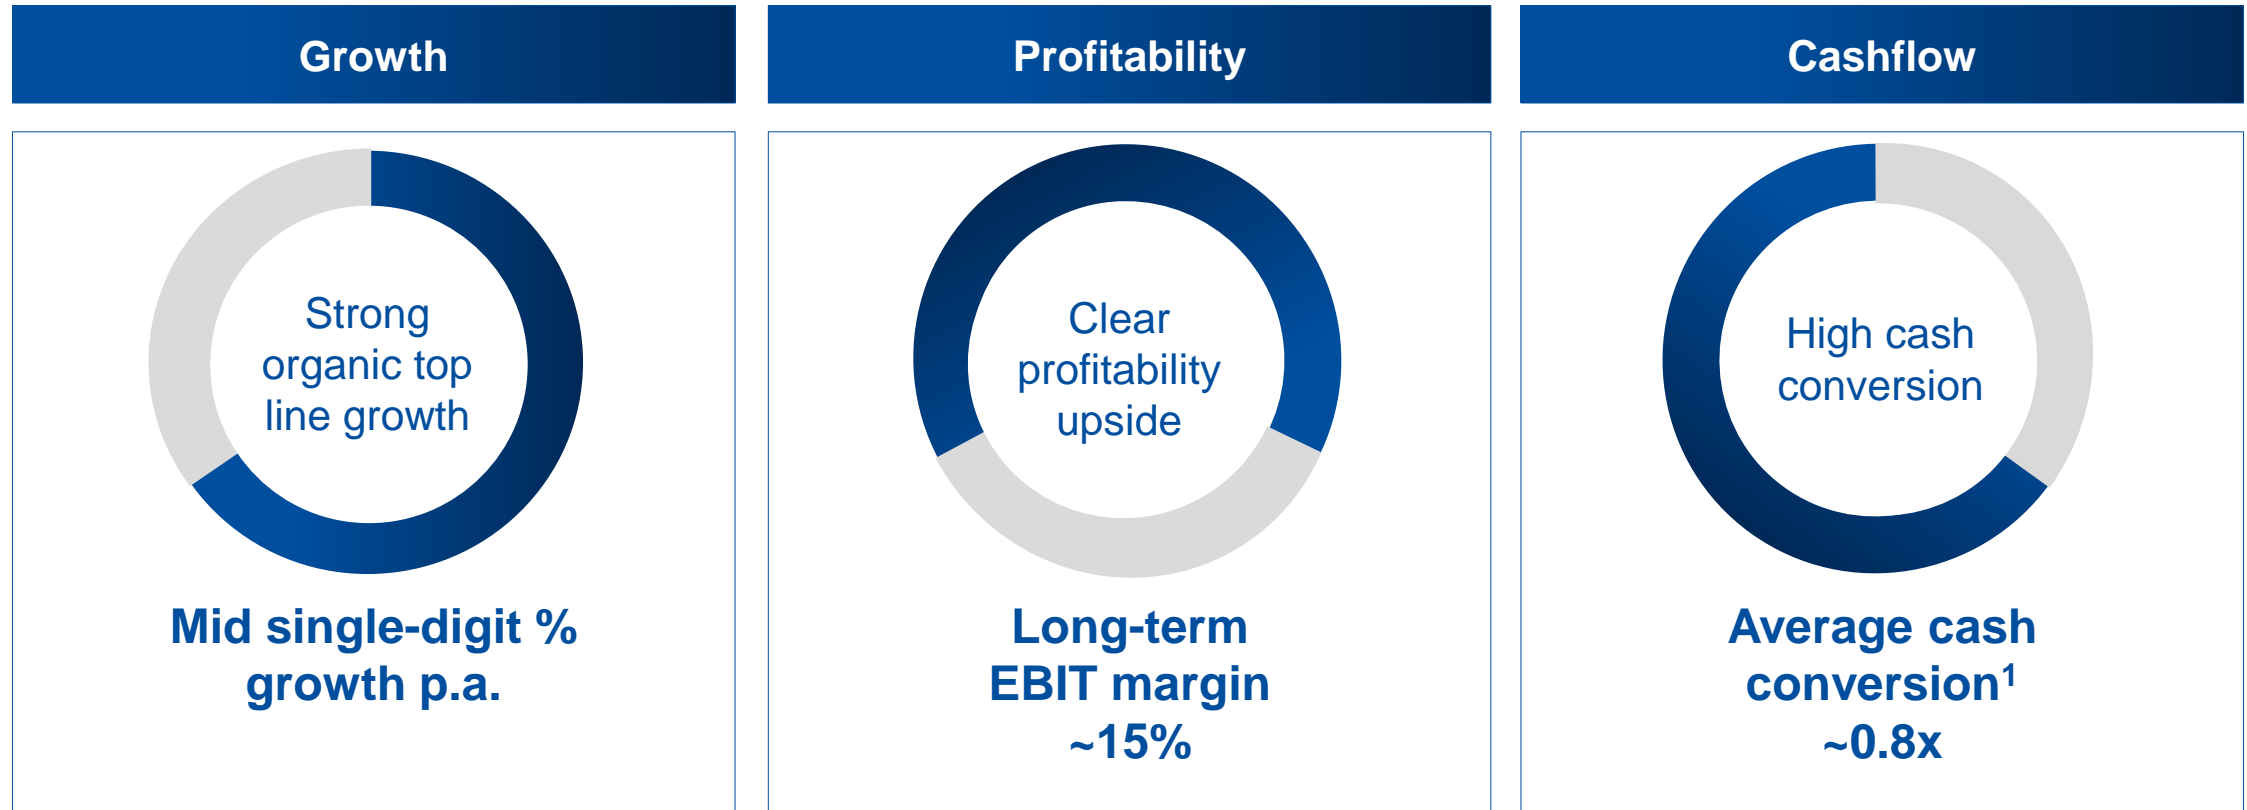 Growth
Strong
organic top
line growth
Mid single-digit %
growth p.a.
Profitability
Clear
profitability
upside
Long-term
EBIT margin
~15%
Cashflow
High cash
conversion
Average cash
conversion¹
~0.8x